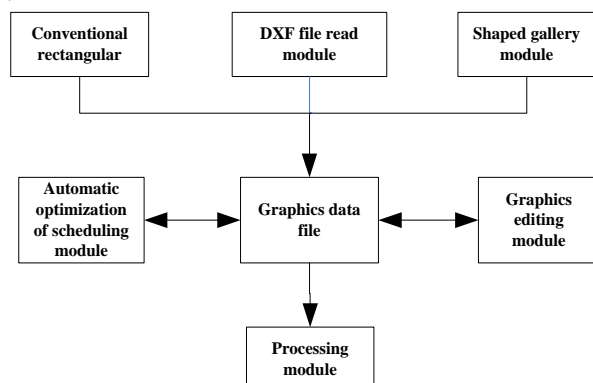 Conventional
rectangular
DXF file read
module
Shaped gallery
module
Automatic
optimization
of scheduling
module
Graphics data
file
Graphics
editing
module
Processing
module